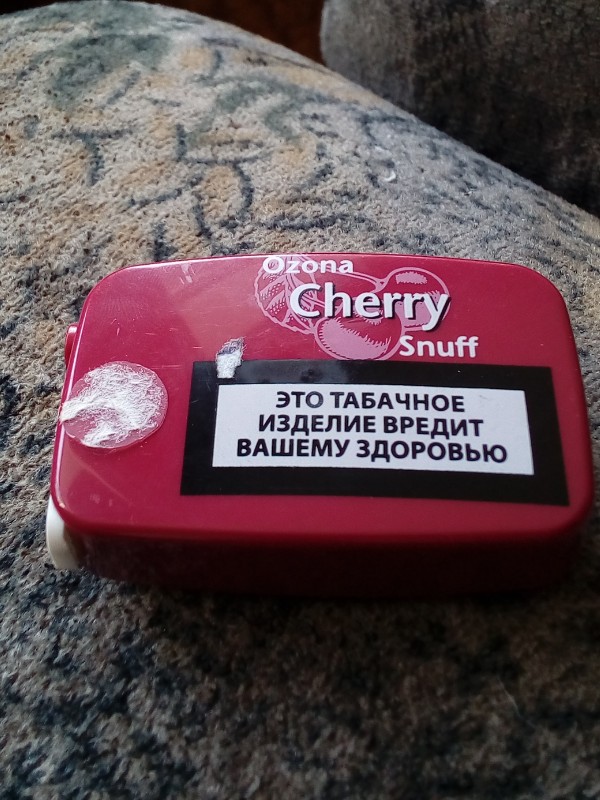 Ozona
Cherry
Snuff
ЭТО ТАБАЧНОЕ
ИЗДЕЛИЕ ВРЕДИТ
ВАШЕМУ ЗДОРОВЬЮ